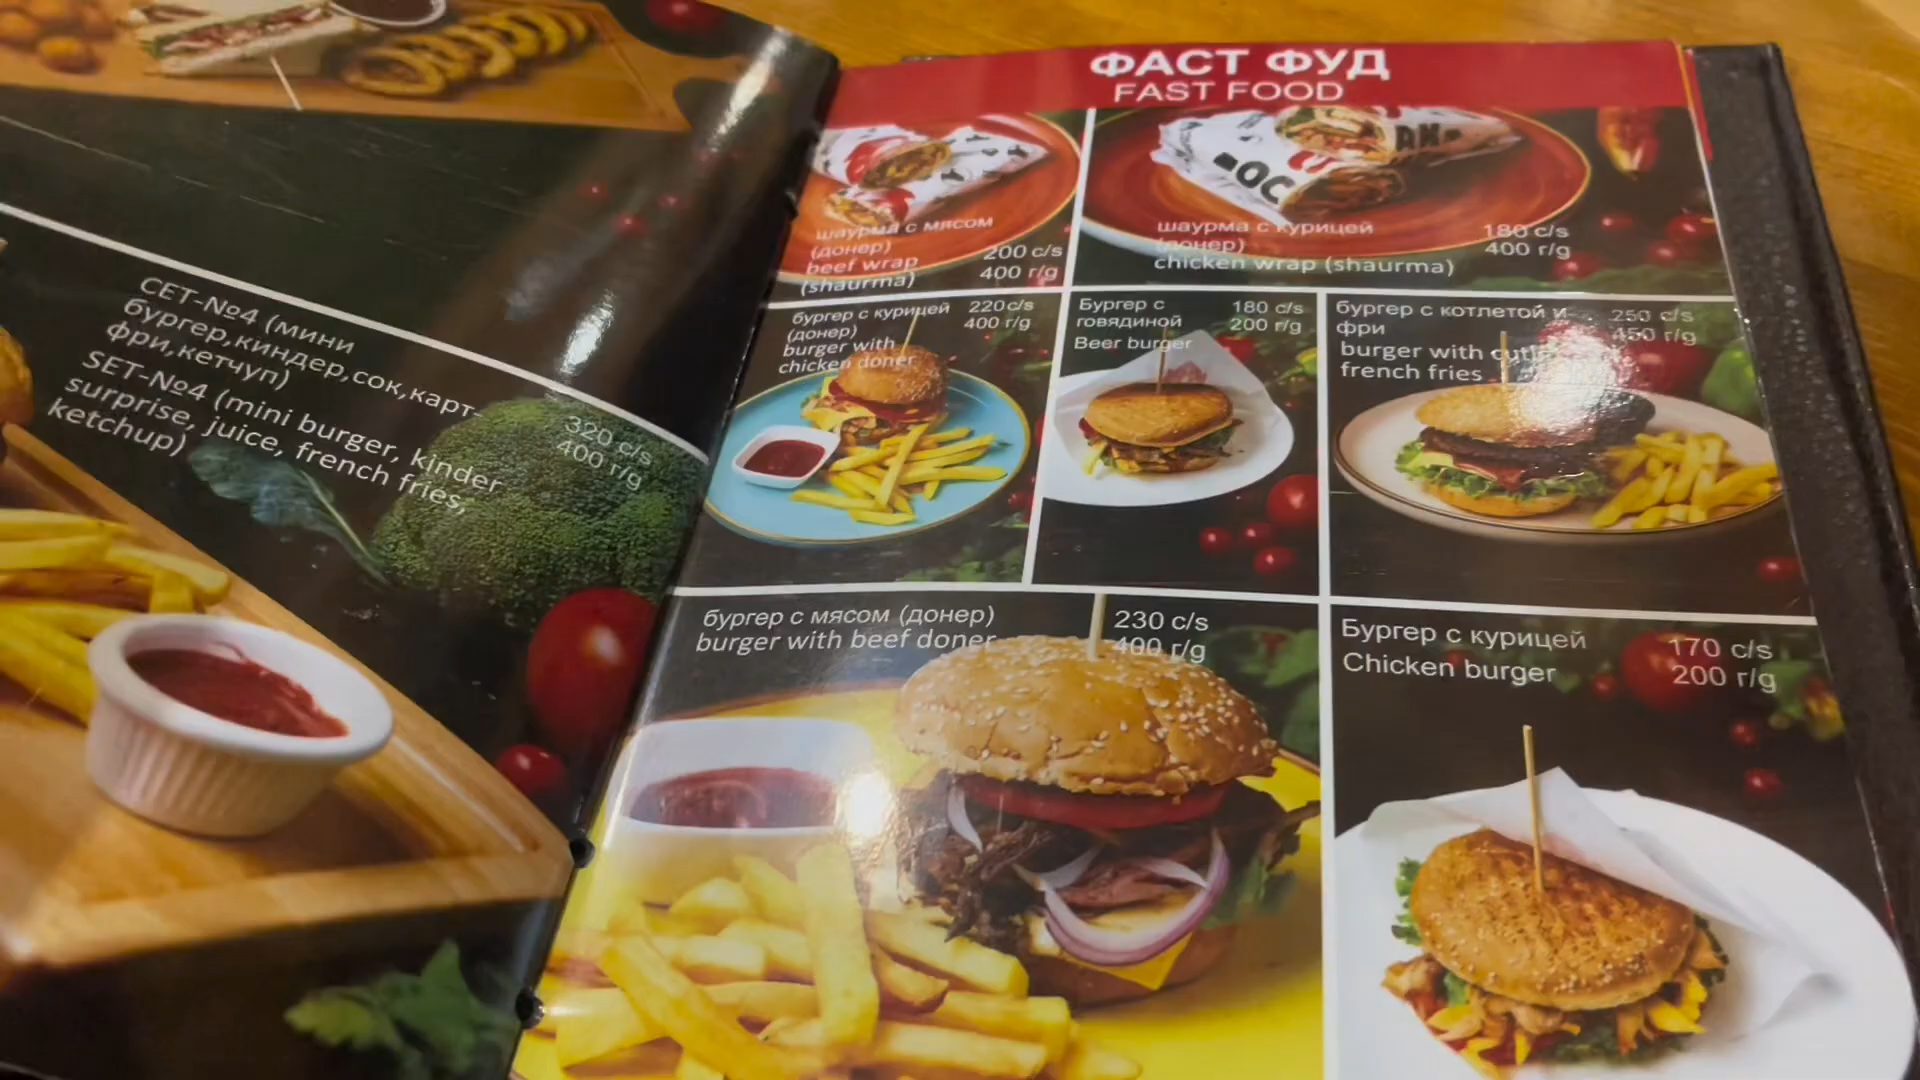 СЕТ-№4 (мини
бургер,киндер,сок,карт-
фри,кетчуп)
SET-№4 (mini burger, kinder
surprise, juice, french fries,
ketchup)
320 с/s
400 г/g
ФАСТ ФУД
FAST FOOD
шаурма с мясом
(донер)
beef wrap
(shaurma)
200 с/s
400 г/g
шаурма с курицей
(донер)
chicken wrap (shaurma)
180 с/s
400 г/g
бургер с курицей
(донер)
burger with
chicken doner
220 с/s
400 г/g
Бургер с
говядиной
Beer burger
180 с/s
200 г/g
бургер с котлетой и
фри
burger with
french fries
250 с/s
450 г/g
бургер с мясом (донер)
burger with beef doner
230 с/s
400 г/g
Бургер с курицей
Chicken burger
170 с/s
200 г/g